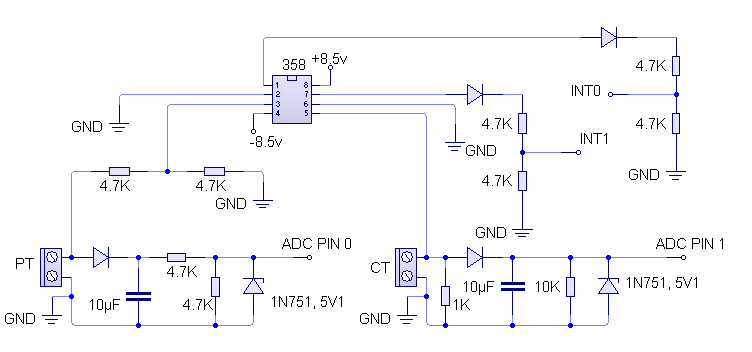 358
+8.5v
1
2
3
4
8
7
6
5
-8.5v
GND
4.7K
INT0
4.7K
GND
4.7K
INT1
4.7K
GND
GND
4.7K
4.7K
GND
PT
4.7K
10µF
4.7K
ADC PIN 0
1N751, 5V1
GND
CT
1K
10µF
10K
ADC PIN 1
1N751, 5V1
GND